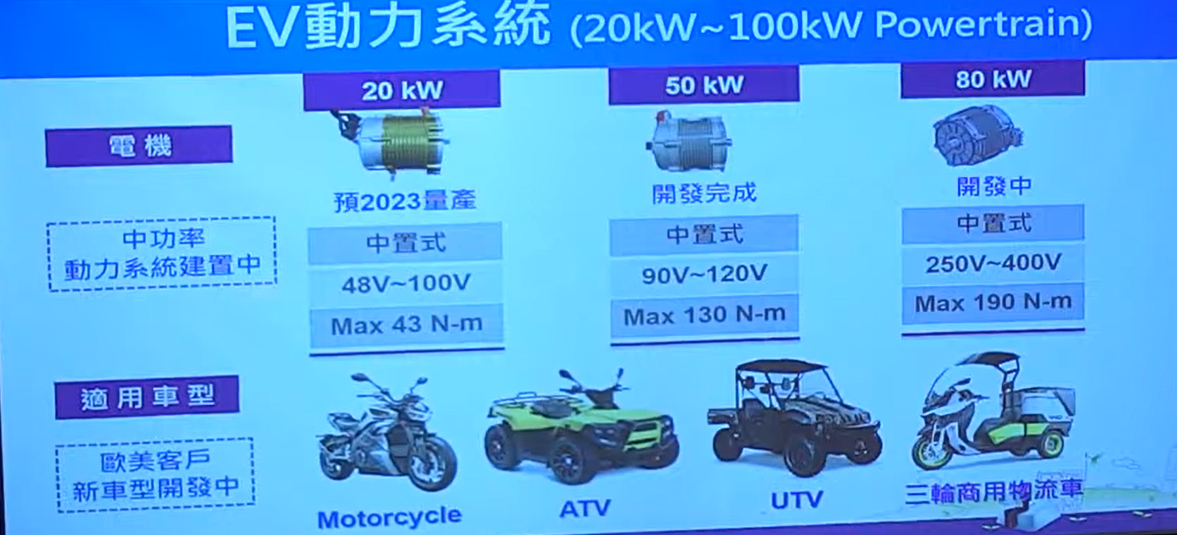 EV動力系統 (20kW~100kW Powertrain)
20 kW
50 kW
80 kW
電機
預2023量產
開發完成
開發中
中功率
動力系統建置中
中置式
中置式
中置式
48V~100V
90V~120V
250V~400V
Max 43 N-m
Max 130 N-m
Max 190 N-m
適用車型
歐美客戶
新車型開發中
Motorcycle
ATV
UTV
三輪商用物流車